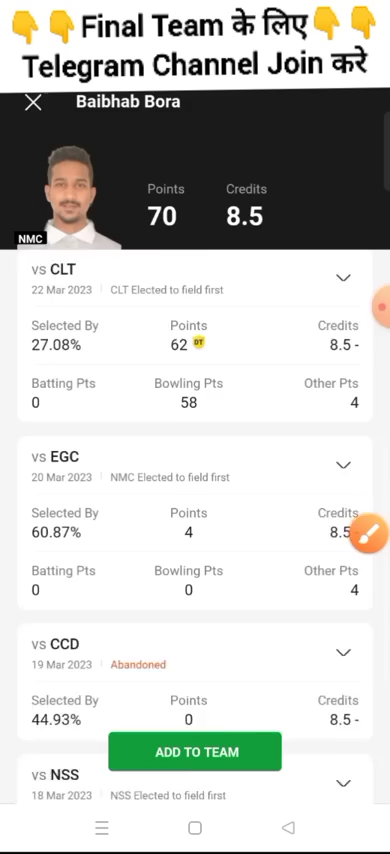 👇👇Final Team के लिए👇👇
Telegram Channel Join करे
Baibhab Bora
Points Credits
70 8.5
NMC
vs CLT
22 Mar 2023 | CLT Elected to field first
Selected By Points Credits
27.08% 62 DT 8.5 -
Batting Pts Bowling Pts Other Pts
0 58 4
vs EGC
20 Mar 2023 | NMC Elected to field first
Selected By Points Credits
60.87% 4 8.5
Batting Pts Bowling Pts Other Pts
0 0 4
vs CCD
19 Mar 2023 | Abandoned
Selected By Points Credits
44.93% 0 8.5 -
ADD TO TEAM
vs NSS
18 Mar 2023 | NSS Elected to field first